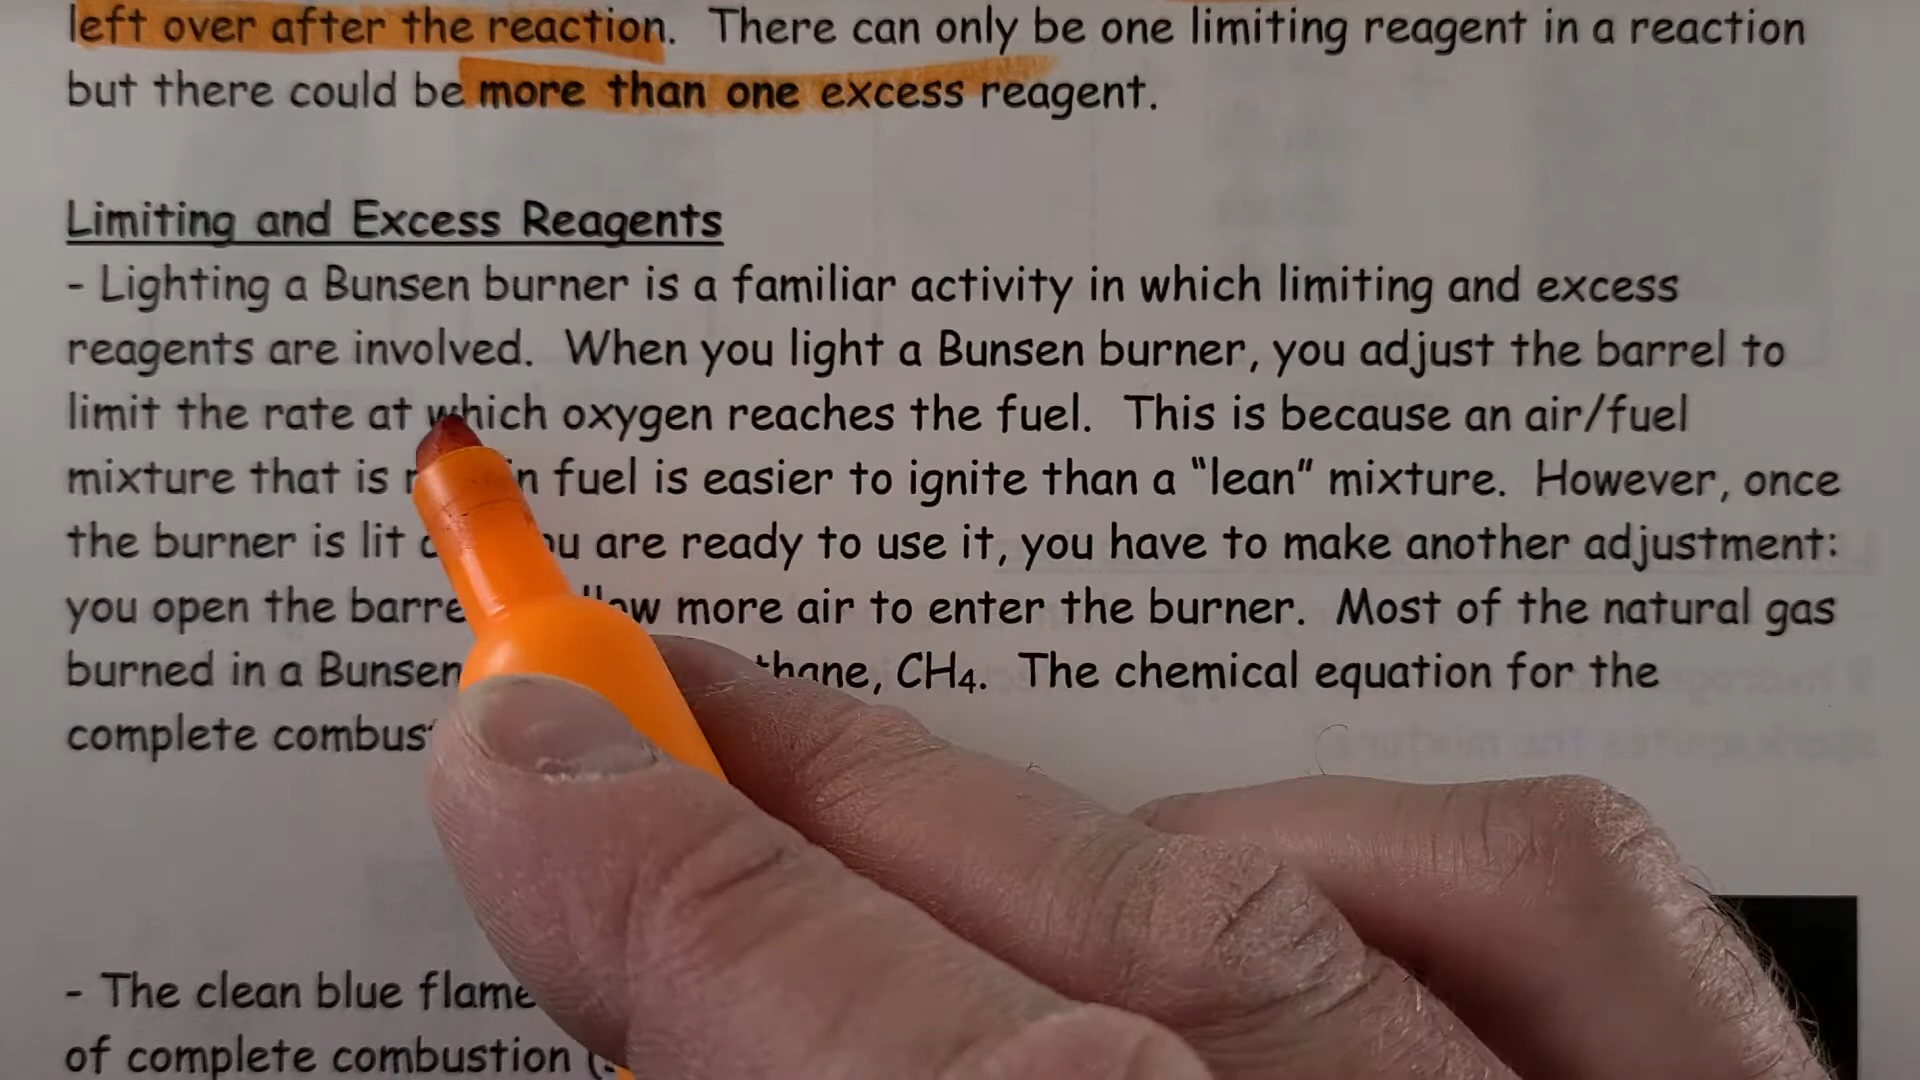 left over after the reaction. There can only be one limiting reagent in a reaction
but there could be more than one excess reagent.
Limiting and Excess Reagents
- Lighting a Bunsen burner is a familiar activity in which limiting and excess
reagents are involved. When you light a Bunsen burner, you adjust the barrel to
limit the rate at which oxygen reaches the fuel. This is because an air/fuel
mixture that is in fuel is easier to ignite than a "lean" mixture. However, once
the burner is lit you are ready to use it, you have to make another adjustment:
you open the barrel allow more air to enter the burner. Most of the natural gas
burned in a Bunsen methane, CH₄. The chemical equation for the
complete
- The clean blue flame
of complete combustion